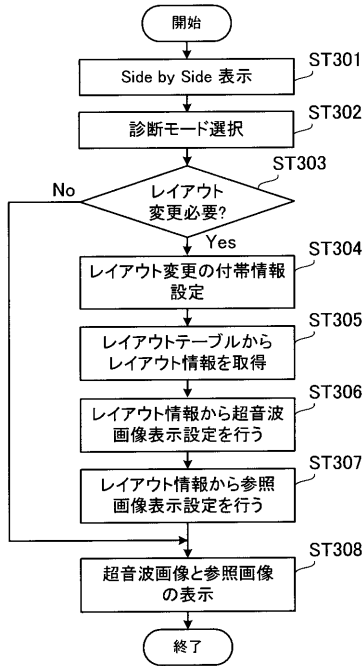 開始
ST301
Side by Side 表示
ST302
診断モード選択
ST303
No
レイアウト
変更必要?
Yes
ST304
レイアウト変更の付帯情報
設定
ST305
レイアウトテーブルから
レイアウト情報を取得
ST306
レイアウト情報から超音波
画像表示設定を行う
ST307
レイアウト情報から参照
画像表示設定を行う
ST308
超音波画像と参照画像
の表示
終了